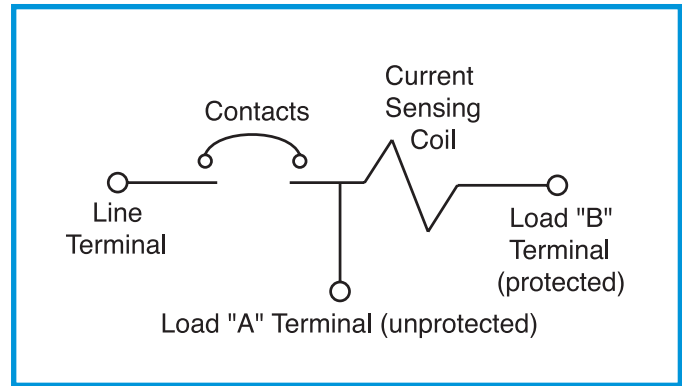 Current
Sensing
Coil
Contacts
Line
Terminal
Load "B"
Terminal
(protected)
Load "A" Terminal (unprotected)